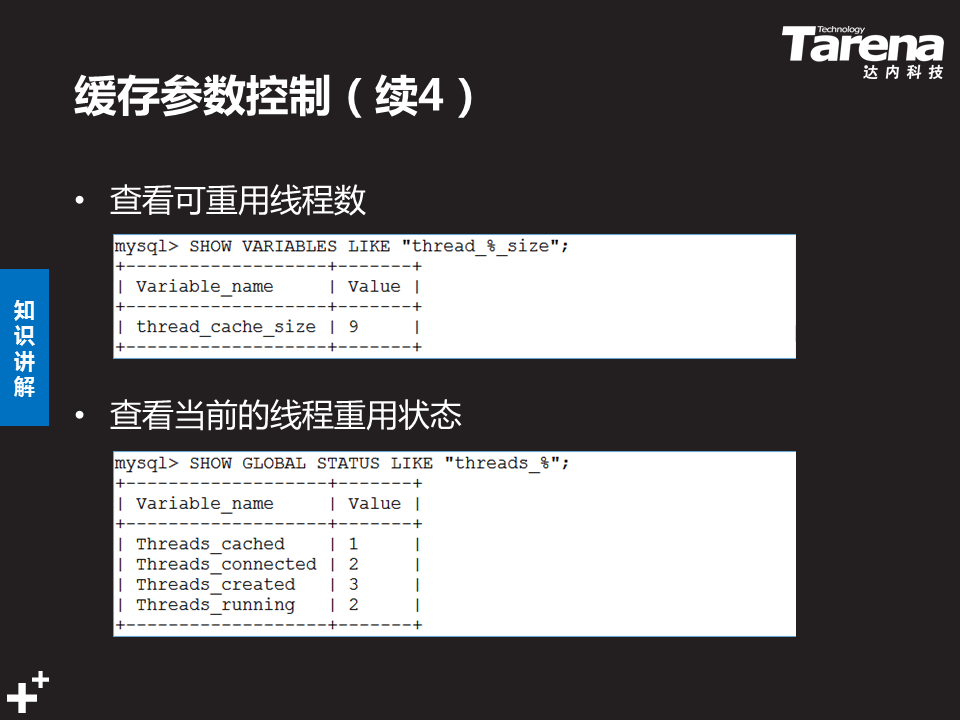 Technology
Tarena
达内科技
缓存参数控制（续4）
• 查看可重用线程数
mysql> SHOW VARIABLES LIKE "thread_%_size";
+-------------------+-------+
| Variable_name     | Value |
+-------------------+-------+
| thread_cache_size | 9     |
+-------------------+-------+
知识讲解
• 查看当前的线程重用状态
mysql> SHOW GLOBAL STATUS LIKE "threads_%";
+-------------------+-------+
| Variable_name     | Value |
+-------------------+-------+
| Threads_cached    | 1     |
| Threads_connected | 2     |
| Threads_created   | 3     |
| Threads_running   | 2     |
+-------------------+-------+